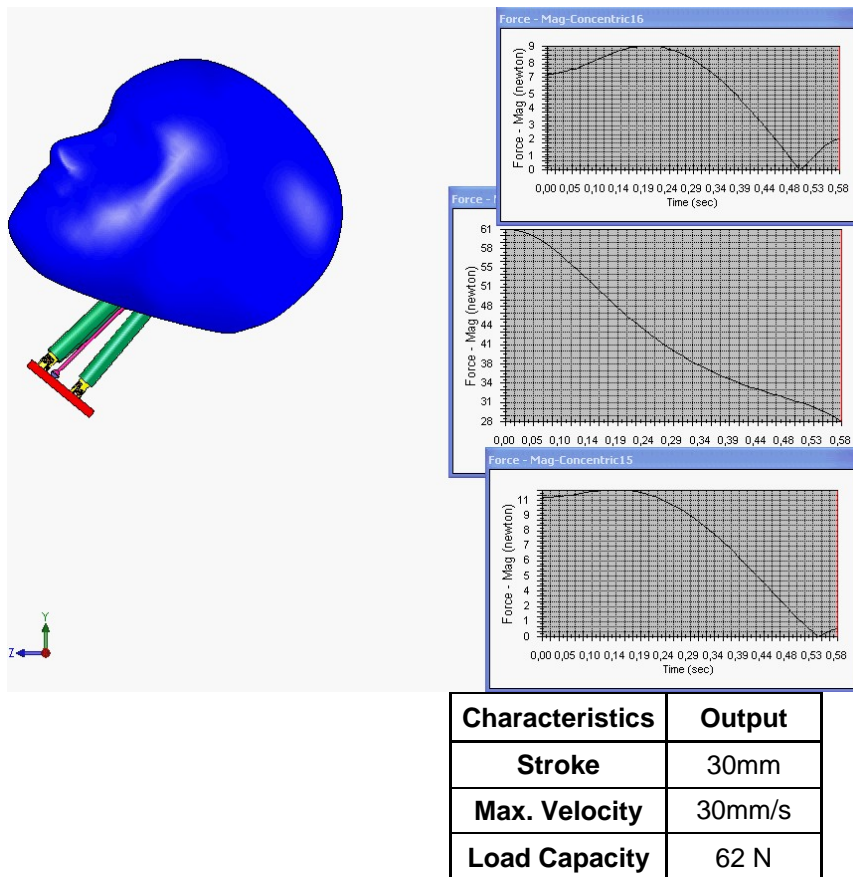 Force - Mag-Concentric16
Force - Mag (newton)
9
8
7
5
4
3
2
1
0
0,00 0,05 0,10 0,14 0,19 0,24 0,29 0,34 0,39 0,44 0,48 0,53 0,58
Time (sec)
Force - M
Force - Mag (newton)
61
58
55
51
48
44
41
38
34
31
28
0,00 0,05 0,10 0,14 0,19 0,24 0,29 0,34 0,39 0,44 0,48 0,53 0,58
Force - Mag-Concentric15
Force - Mag (newton)
11
9
8
7
6
5
3
2
1
0
0,00 0,05 0,10 0,14 0,19 0,24 0,29 0,34 0,39 0,44 0,48 0,53 0,58
Time (sec)
Y
Z
Characteristics Output
Stroke 30mm
Max. Velocity 30mm/s
Load Capacity 62 N